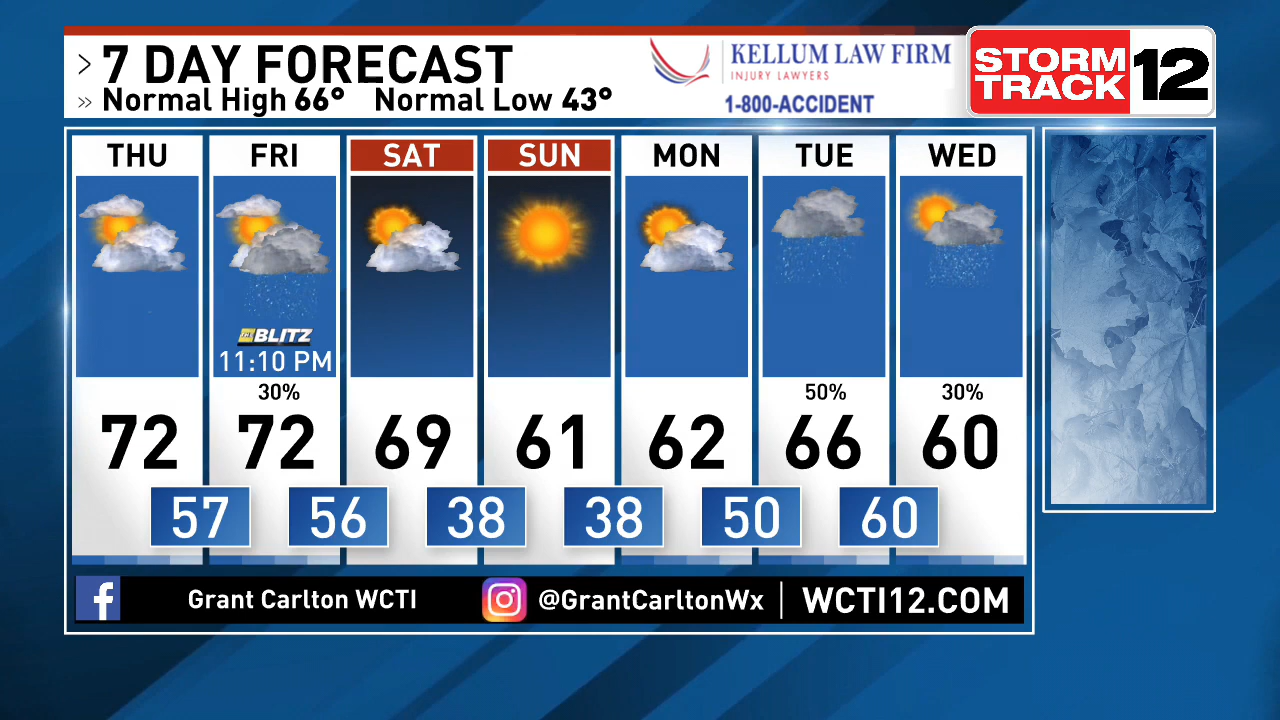 > 7 DAY FORECAST
» Normal High 66° Normal Low 43°
KELLUM LAW FIRM
INJURY LAWYERS
1-800-ACCIDENT
STORM
TRACK
12
THU FRI SAT SUN MON TUE WED
THE BLITZ
11:10 PM
30% 50% 30%
72 72 69 61 62 66 60
57 56 38 38 50 60
f Grant Carlton WCTI @GrantCarltonWx | WCTI12.COM